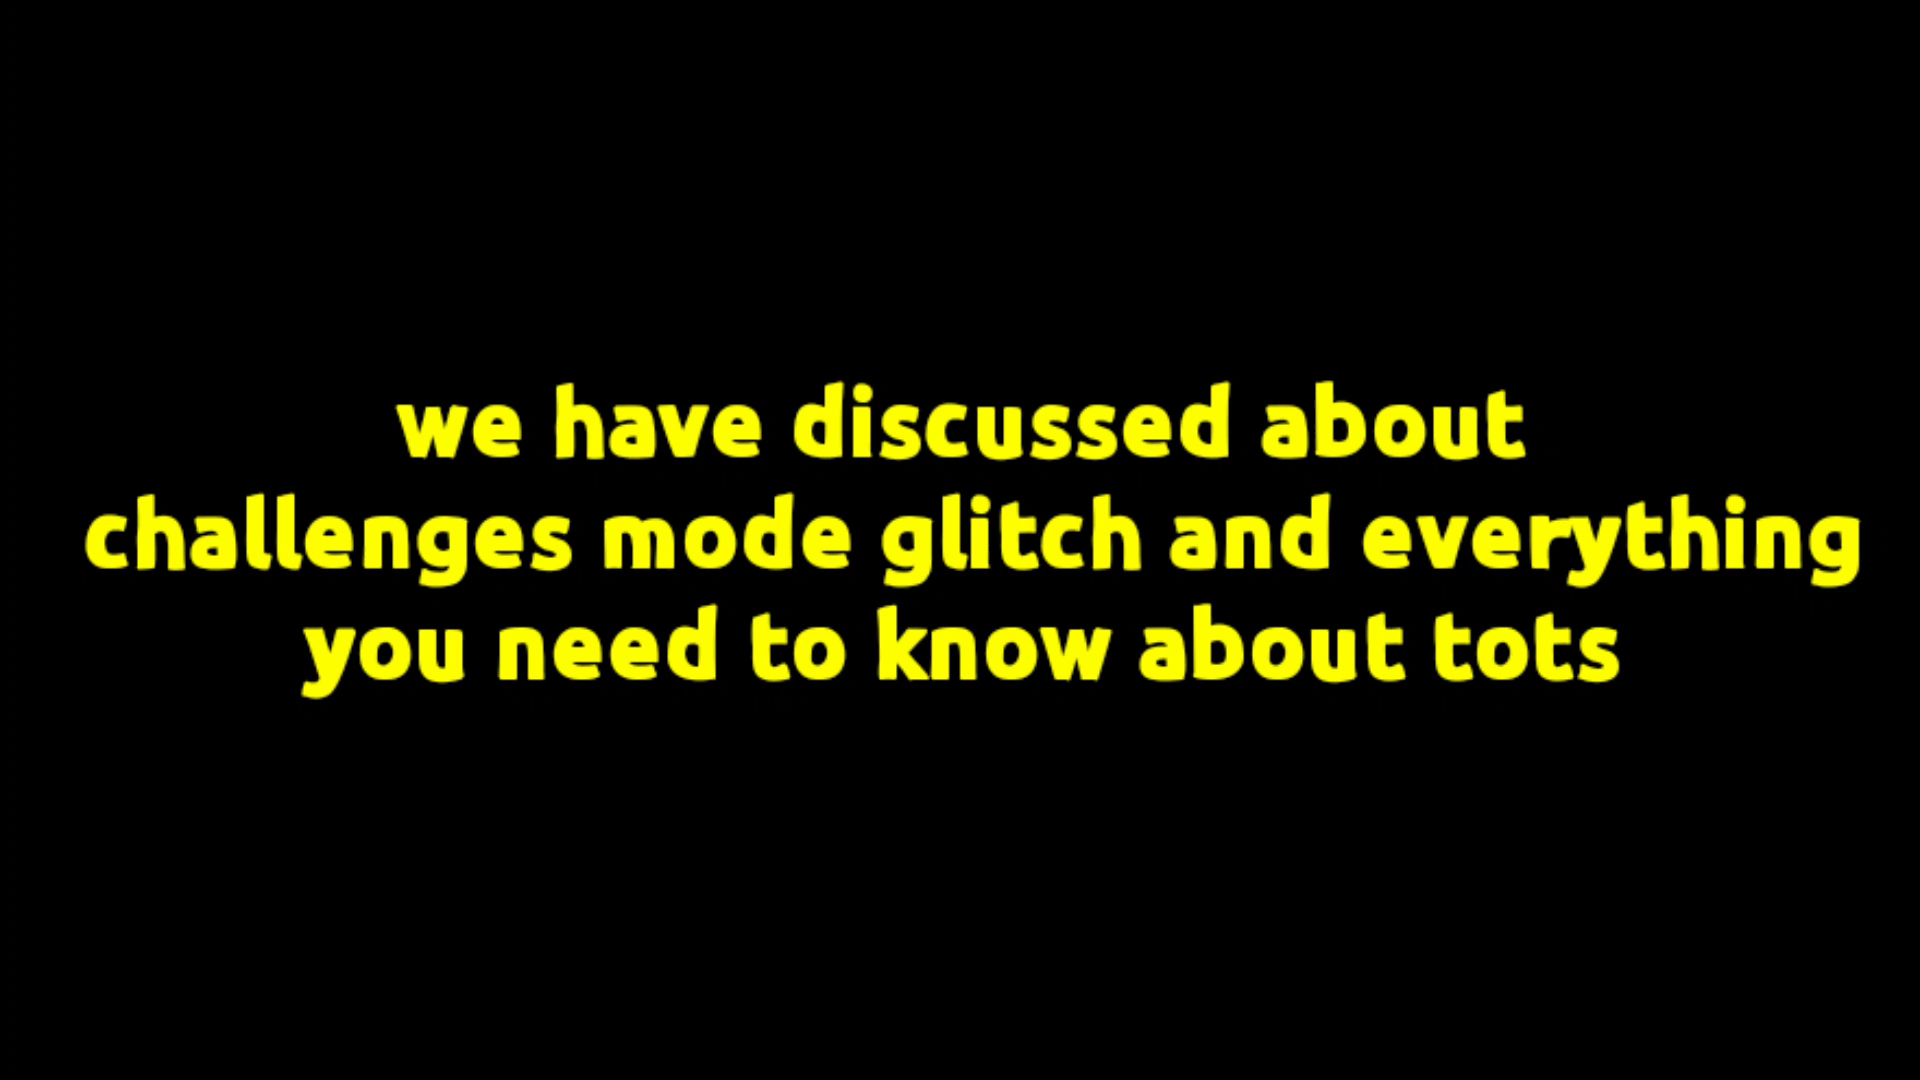 we have discussed about
challenges mode glitch and everything
you need to know about tots